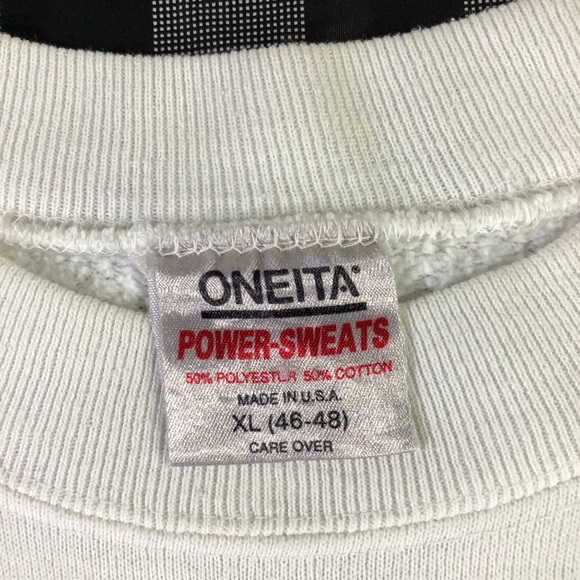 ONEITA®
POWER-SWEATS
50% POLYESTER 50% COTTON
MADE IN U.S.A.
XL (46-48)
CARE OVER